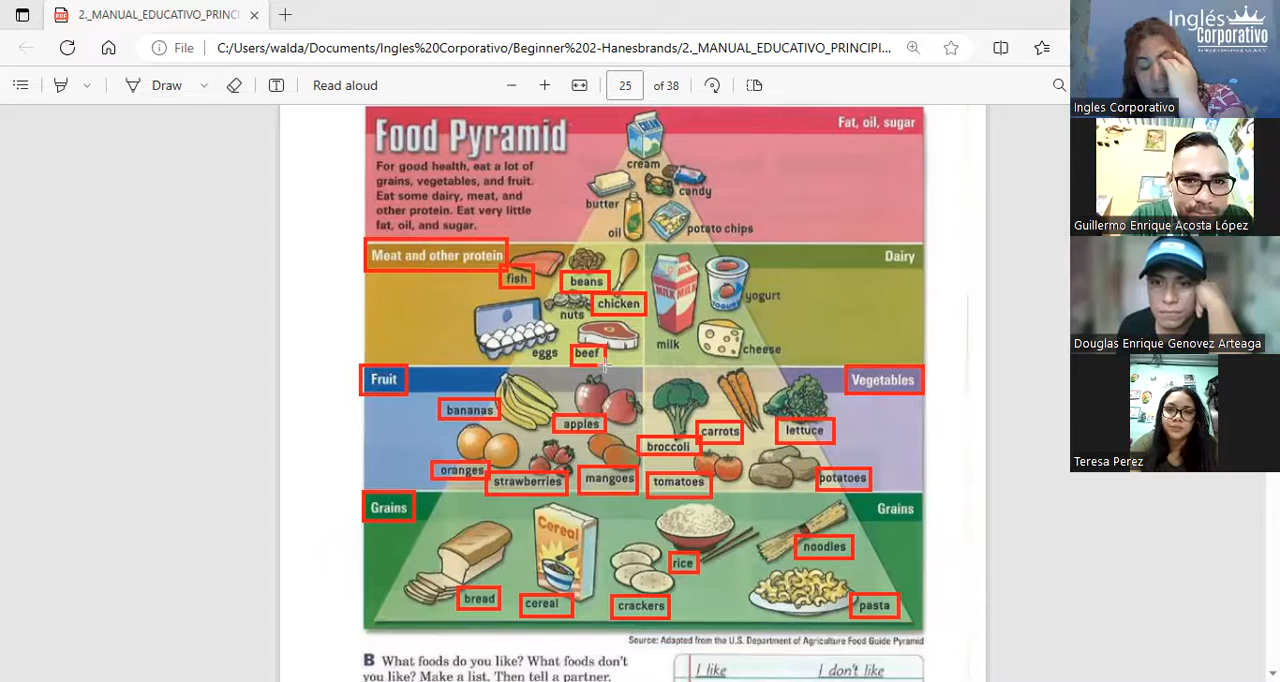 2._MANUAL_EDUCATIVO_PRINCI
File
C:/Users/walda/Documents/Ingles%20Corporativo/Beginner%202-Hanesbrands/2._MANUAL_EDUCATIVO_PRINCIPI...
Draw
Read aloud
25 of 38
Inglés
Corporativo
Ingles Corporativo
Guillermo Enrique Acosta López
Douglas Enrique Genovez Arteaga
Teresa Perez
Food Pyramid
Fat, oil, sugar
For good health, eat a lot of
grains, vegetables, and fruit.
Eat some dairy, meat, and
other protein. Eat very little
fat, oil, and sugar.
cream
candy
butter
oil
potato chips
Meat and other protein
Dairy
fish
beans
chicken
nuts
eggs
beef
MILK
milk
yogurt
cheese
Fruit
Vegetables
bananas
apples
oranges
strawberries
mangoes
broccoli
carrots
lettuce
tomatoes
potatoes
Grains
Grains
Cereal
bread
cereal
crackers
rice
noodles
pasta
Source: Adapted from the U.S. Department of Agriculture Food Guide Pyramid
B What foods do you like? What foods don't
you like? Make a list. Then tell a partner.
I like
I don't like